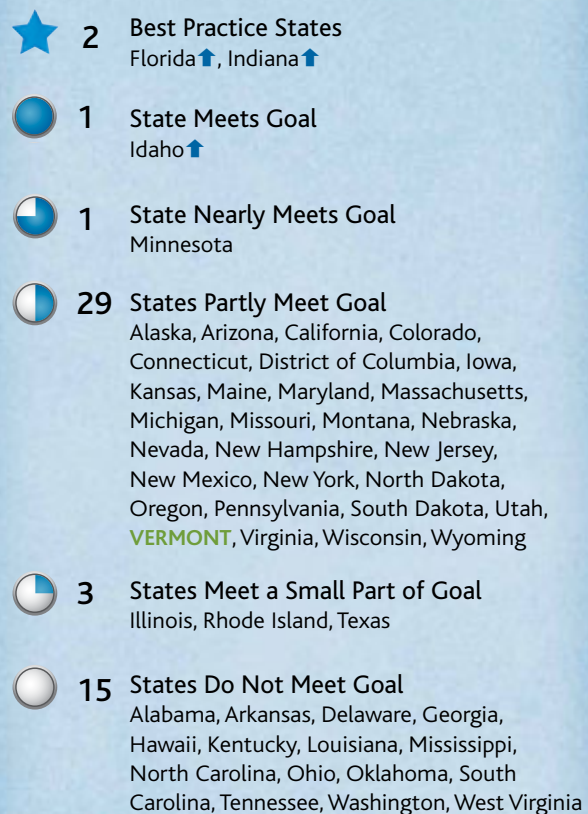 2 Best Practice States
Florida⬆, Indiana⬆
1 State Meets Goal
Idaho⬆
1 State Nearly Meets Goal
Minnesota
29 States Partly Meet Goal
Alaska, Arizona, California, Colorado,
Connecticut, District of Columbia, Iowa,
Kansas, Maine, Maryland, Massachusetts,
Michigan, Missouri, Montana, Nebraska,
Nevada, New Hampshire, New Jersey,
New Mexico, New York, North Dakota,
Oregon, Pennsylvania, South Dakota, Utah,
VERMONT, Virginia, Wisconsin, Wyoming
3 States Meet a Small Part of Goal
Illinois, Rhode Island, Texas
15 States Do Not Meet Goal
Alabama, Arkansas, Delaware, Georgia,
Hawaii, Kentucky, Louisiana, Mississippi,
North Carolina, Ohio, Oklahoma, South
Carolina, Tennessee, Washington, West Virginia